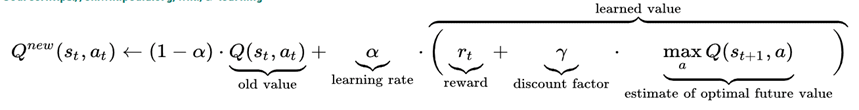 learned value
Q^{new}(s_t, a_t) ← (1 − α) · Q(s_t, a_t) + α · ( r_t + γ · max_a Q(s_{t+1}, a) )
old value
learning rate
reward
discount factor
estimate of optimal future value